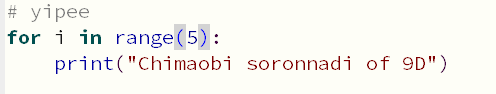 # yipee
for i in range(5):
    print("Chimaobi soronnadi of 9D")